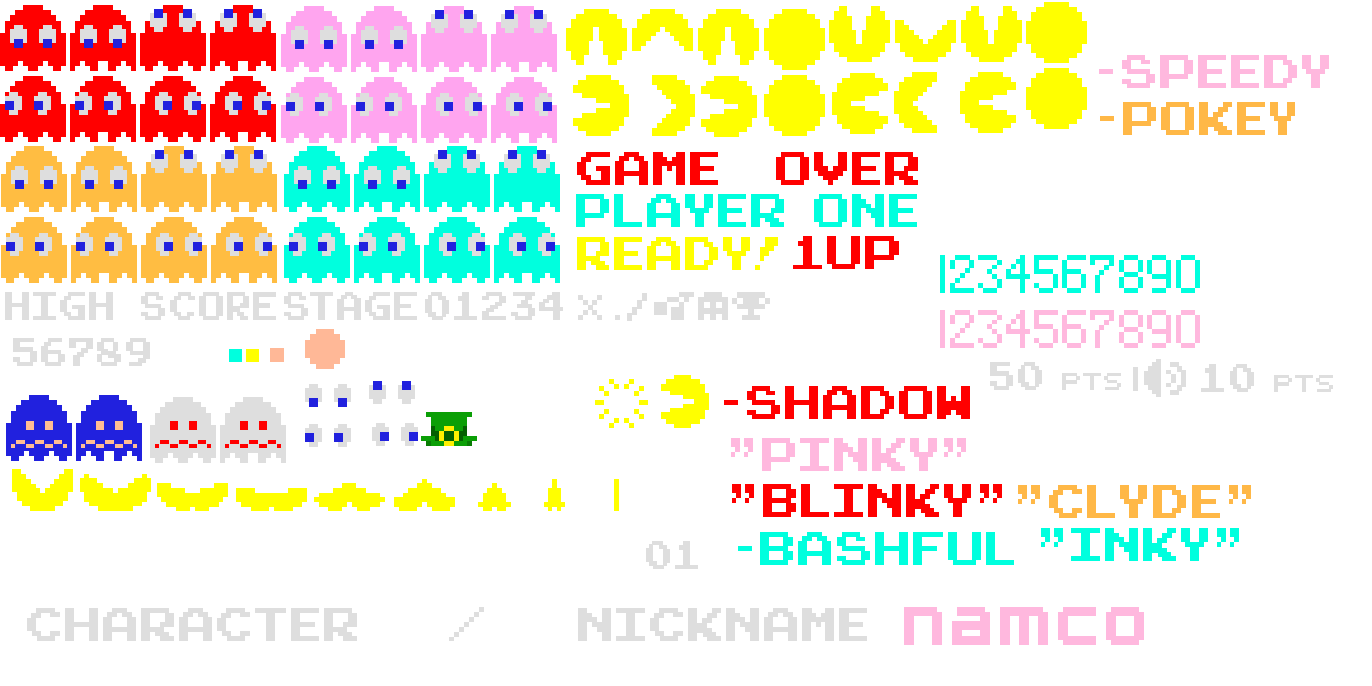 -SPEEDY
-POKEY
GAME OVER
PLAYER ONE
READY! 1UP
1234567890
HIGH SCORE STAGE 01234 x./
1234567890
56789
50 PTS 10 PTS
-SHADOW
"PINKY"
"BLINKY" "CLYDE"
-BASHFUL "INKY"
01
CHARACTER / NICKNAME namco